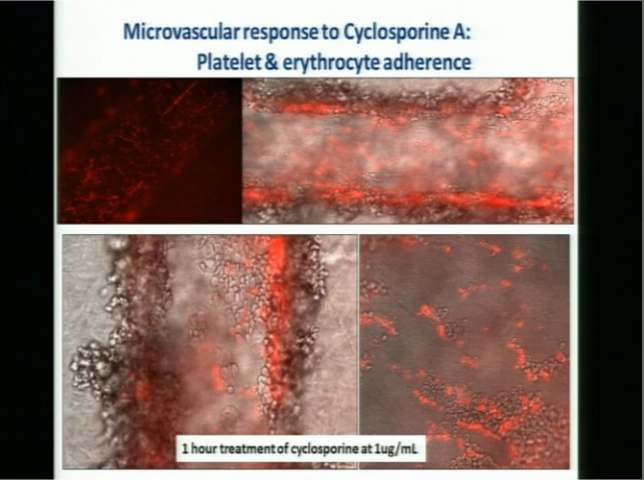 Microvascular response to Cyclosporine A:
Platelet & erythrocyte adherence
1 hour treatment of cyclosporine at 1ug/mL